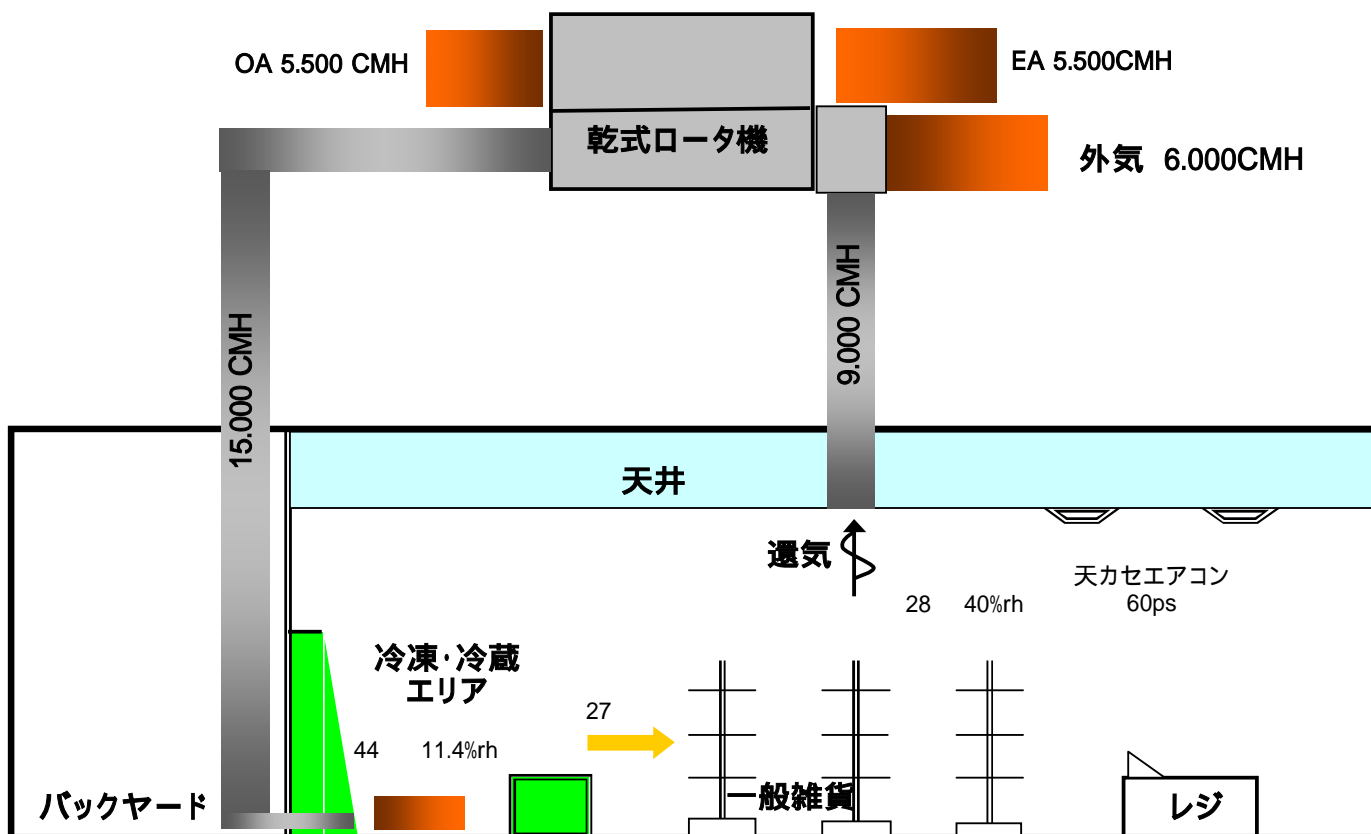 OA 5.500 CMH
EA 5.500CMH
乾式ロータ機
外気 6.000CMH
15.000 CMH
9.000 CMH
天井
還気
天カセエアコン
60ps
28 40%rh
冷凍・冷蔵
エリア
27
44 11.4%rh
バックヤード
一般雑貨
レジ